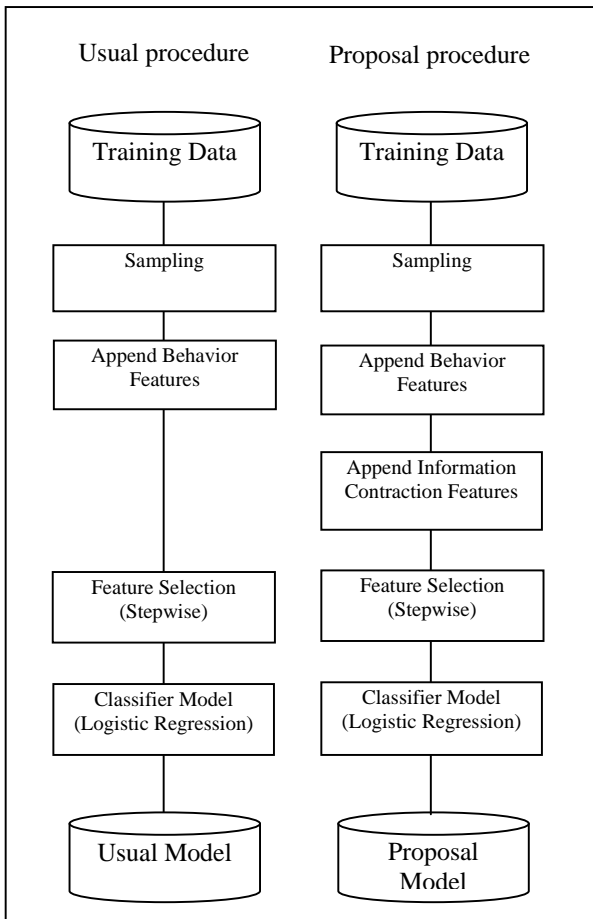 Usual procedure
Training Data
Sampling
Append Behavior
Features
Feature Selection
(Stepwise)
Classifier Model
(Logistic Regression)
Usual Model
Proposal procedure
Training Data
Sampling
Append Behavior
Features
Append Information
Contraction Features
Feature Selection
(Stepwise)
Classifier Model
(Logistic Regression)
Proposal
Model